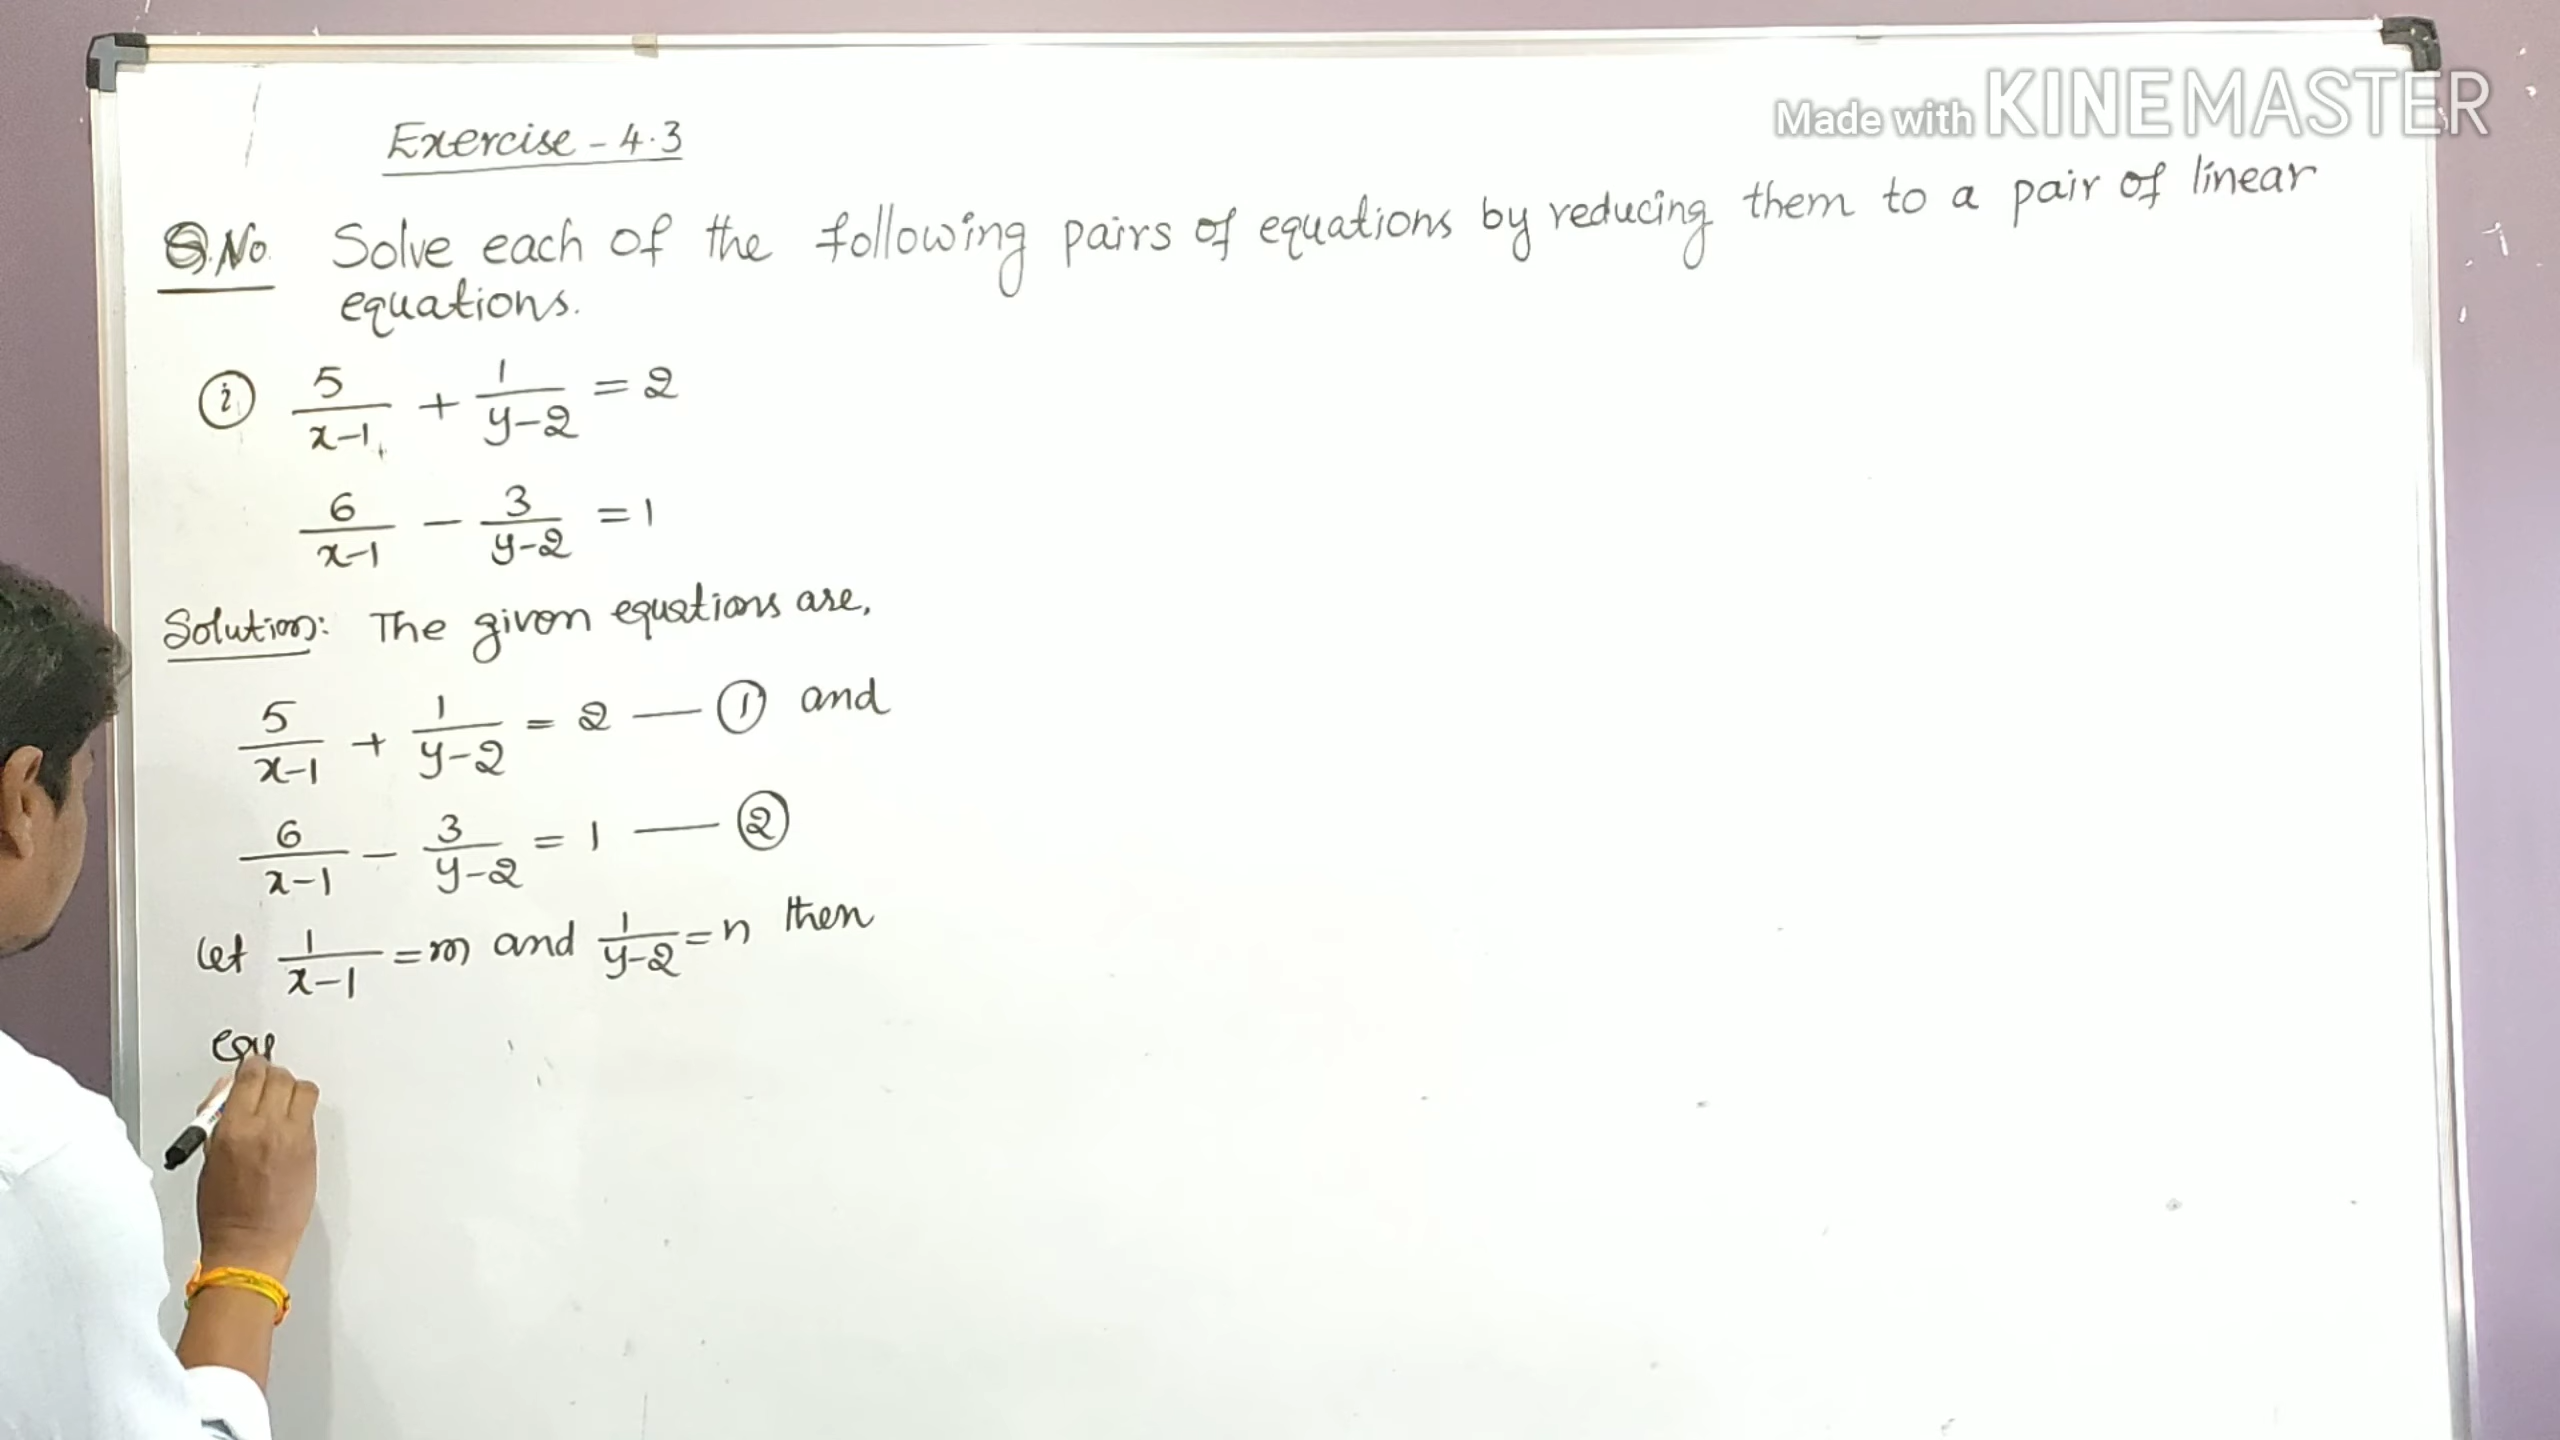 Made with KINEMASTER
Exercise - 4.3
Q.No. Solve each of the following pairs of equations by reducing them to a pair of linear
equations.
(i) 5/(x-1) + 1/(y-2) = 2
6/(x-1) - 3/(y-2) = 1
Solution: The given equations are,
5/(x-1) + 1/(y-2) = 2 — ① and
6/(x-1) - 3/(y-2) = 1 — ②
Let 1/(x-1) = m and 1/(y-2) = n then
equ